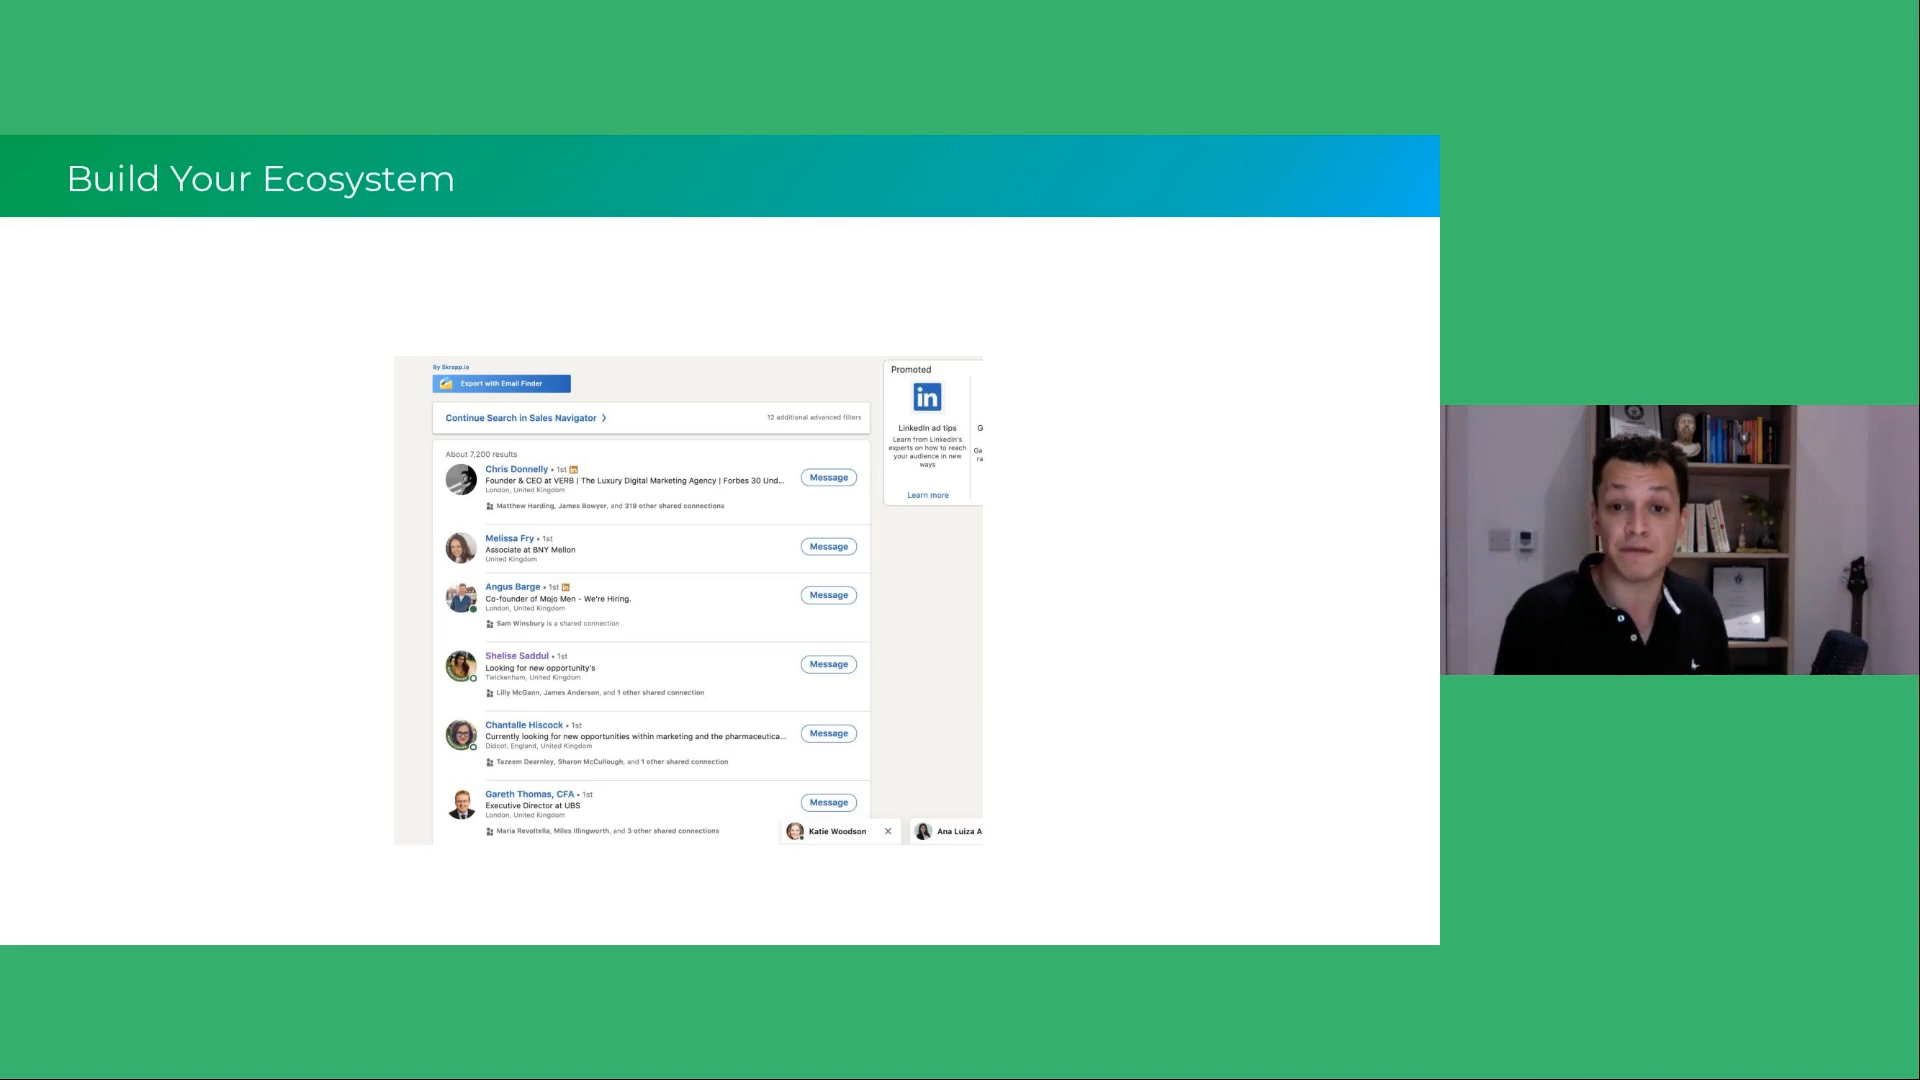 Build Your Ecosystem
By Skrapp.io
Export with Email Finder
Continue Search in Sales Navigator
12 additional advanced filters
About 7,200 results
Chris Donnelly • 1st in
Founder & CEO at VERB | The Luxury Digital Marketing Agency | Forbes 30 Und...
London, United Kingdom
Matthew Harding, James Bowyer, and 319 other shared connections
Message
Melissa Fry • 1st
Associate at BNY Mellon
United Kingdom
Message
Angus Barge • 1st in
Co-founder of Mojo Men - We're Hiring.
London, United Kingdom
Sam Winsbury is a shared connection
Message
Shelise Saddul • 1st
Looking for new opportunity's
Twickenham, United Kingdom
Lilly McGann, James Anderson, and 1 other shared connection
Message
Chantalle Hiscock • 1st
Currently looking for new opportunities within marketing and the pharmaceutica...
Didcot, England, United Kingdom
Tazeem Dearnley, Sharon McCullough, and 1 other shared connection
Message
Gareth Thomas, CFA • 1st
Executive Director at UBS
London, United Kingdom
Maria Revoltella, Miles Illingworth, and 3 other shared connections
Message
Promoted
in
LinkedIn ad tips
Learn from LinkedIn's
experts on how to reach
your audience in new
ways
Learn more
G
Ge
ra
Katie Woodson
Ana Luiza A